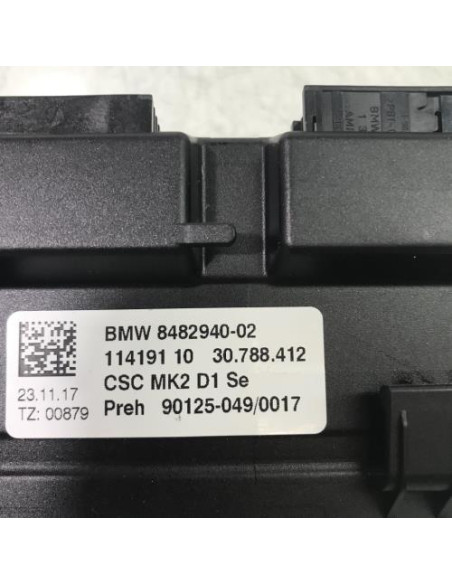 BMW 8482940-02
114191 10 30.788.412
CSC MK2 D1 Se
Preh 90125-049/0017
23.11.17
TZ: 00879
BMW